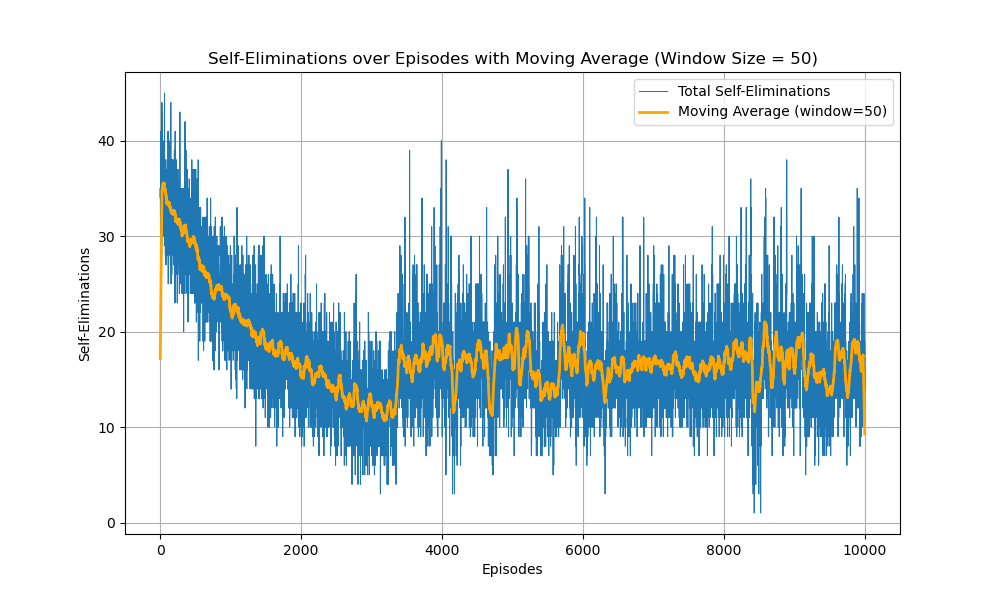 Self-Eliminations over Episodes with Moving Average (Window Size = 50)
Total Self-Eliminations
Moving Average (window=50)
Self-Eliminations
40
30
20
10
0
0 2000 4000 6000 8000 10000
Episodes